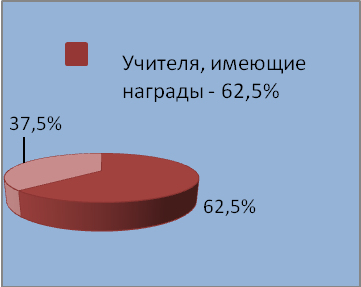 Учителя, имеющие
награды - 62,5%
37,5%
62,5%